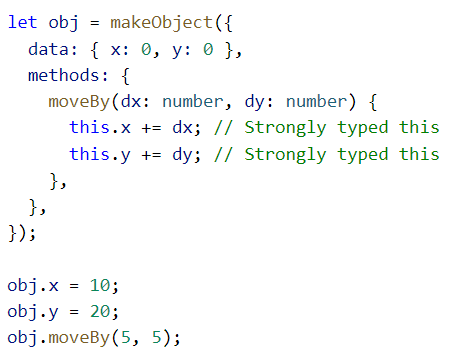 let obj = makeObject({
  data: { x: 0, y: 0 },
  methods: {
    moveBy(dx: number, dy: number) {
      this.x += dx; // Strongly typed this
      this.y += dy; // Strongly typed this
    },
  },
});

obj.x = 10;
obj.y = 20;
obj.moveBy(5, 5);